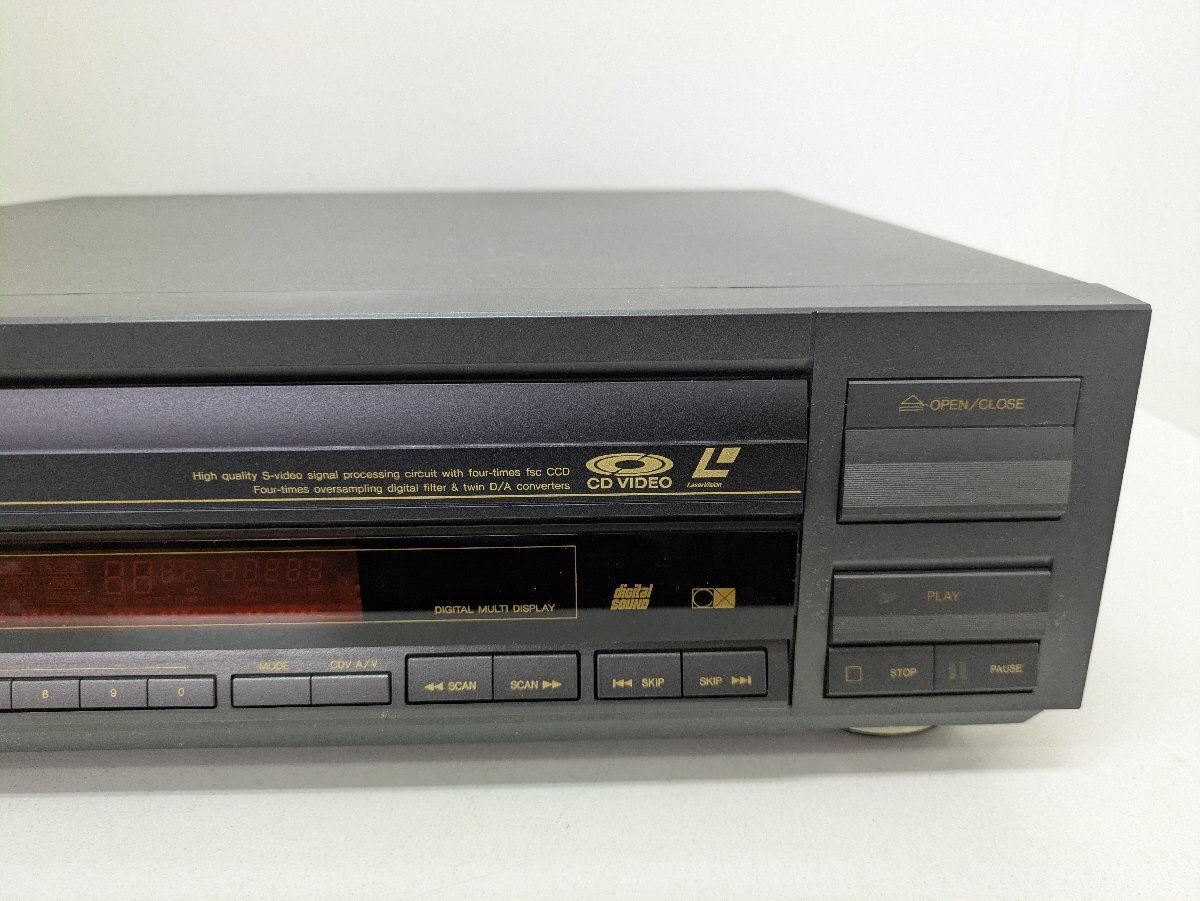 OPEN/CLOSE
High quality S-video signal processing circuit with four-times fsc CCD
Four-times oversampling digital filter & twin D/A converters
CD VIDEO
LaserVision
DIGITAL MULTI DISPLAY
digital
SOUND
CX
PLAY
MODE
CDV A/V
8
9
0
SCAN
SCAN
SKIP
SKIP
STOP
PAUSE